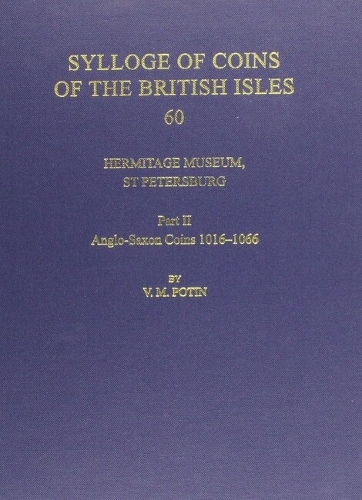 SYLLOGE OF COINS
OF THE BRITISH ISLES
60
HERMITAGE MUSEUM,
ST PETERSBURG
Part II
Anglo-Saxon Coins 1016–1066
BY
V. M. POTIN